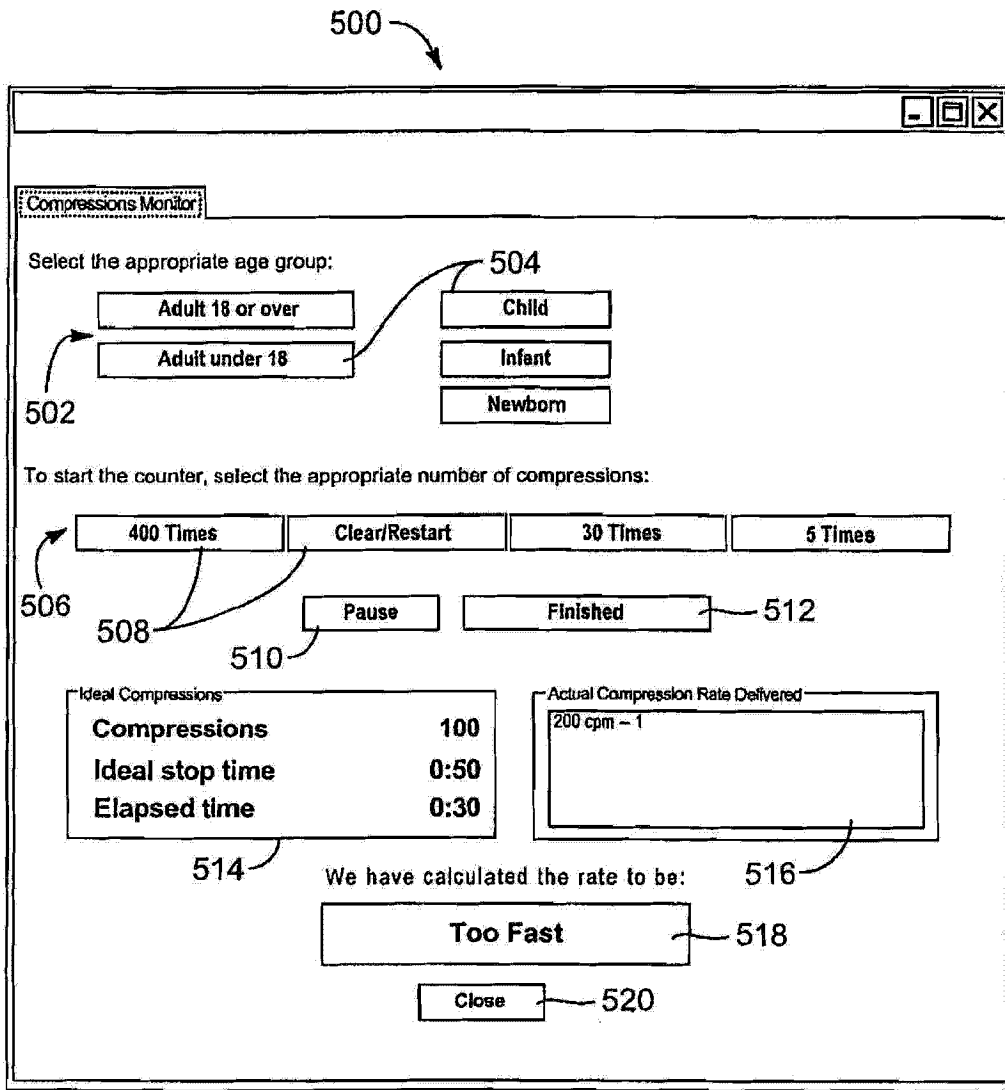 500
Compressions Monitor
Select the appropriate age group:
504
Adult 18 or over
Child
Adult under 18
Infant
502
Newborn
To start the counter, select the appropriate number of compressions:
400 Times
Clear/Restart
30 Times
5 Times
506
508
Pause
Finished
512
510
Ideal Compressions
Compressions 100
Ideal stop time 0:50
Elapsed time 0:30
514
Actual Compression Rate Delivered
200 cpm – 1
516
We have calculated the rate to be:
Too Fast
518
Close
520